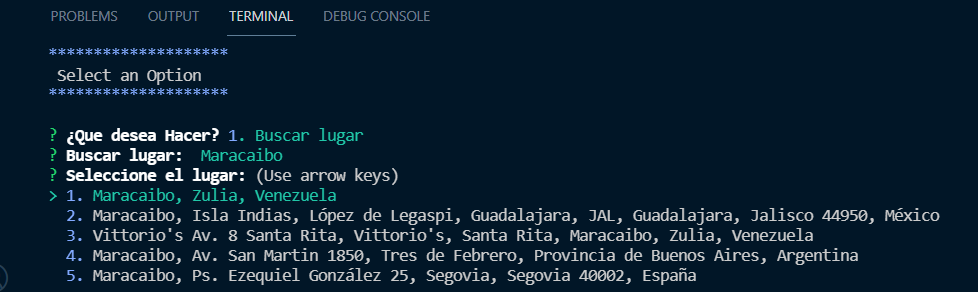 PROBLEMS OUTPUT TERMINAL DEBUG CONSOLE
********************
Select an Option
********************
? ¿Que desea Hacer? 1. Buscar lugar
? Buscar lugar: Maracaibo
? Seleccione el lugar: (Use arrow keys)
> 1. Maracaibo, Zulia, Venezuela
2. Maracaibo, Isla Indias, López de Legaspi, Guadalajara, JAL, Guadalajara, Jalisco 44950, México
3. Vittorio's Av. 8 Santa Rita, Vittorio's, Santa Rita, Maracaibo, Zulia, Venezuela
4. Maracaibo, Av. San Martin 1850, Tres de Febrero, Provincia de Buenos Aires, Argentina
5. Maracaibo, Ps. Ezequiel González 25, Segovia, Segovia 40002, España